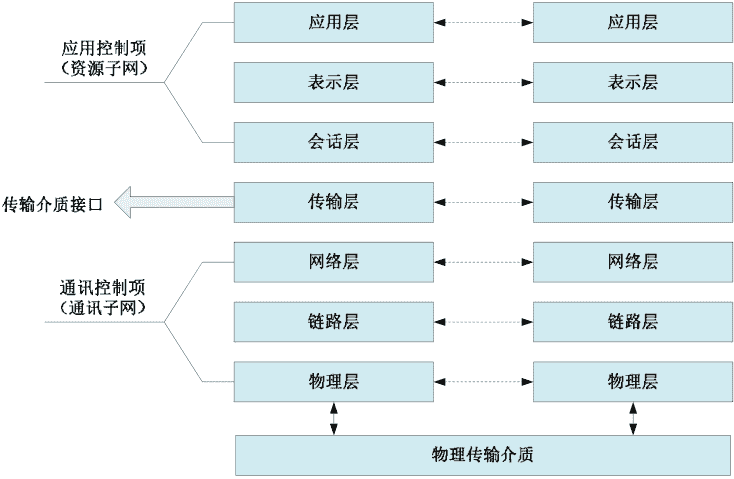 应用控制项
（资源子网）
应用层
应用层
表示层
表示层
会话层
会话层
传输介质接口
传输层
传输层
通讯控制项
（通讯子网）
网络层
网络层
链路层
链路层
物理层
物理层
物理传输介质